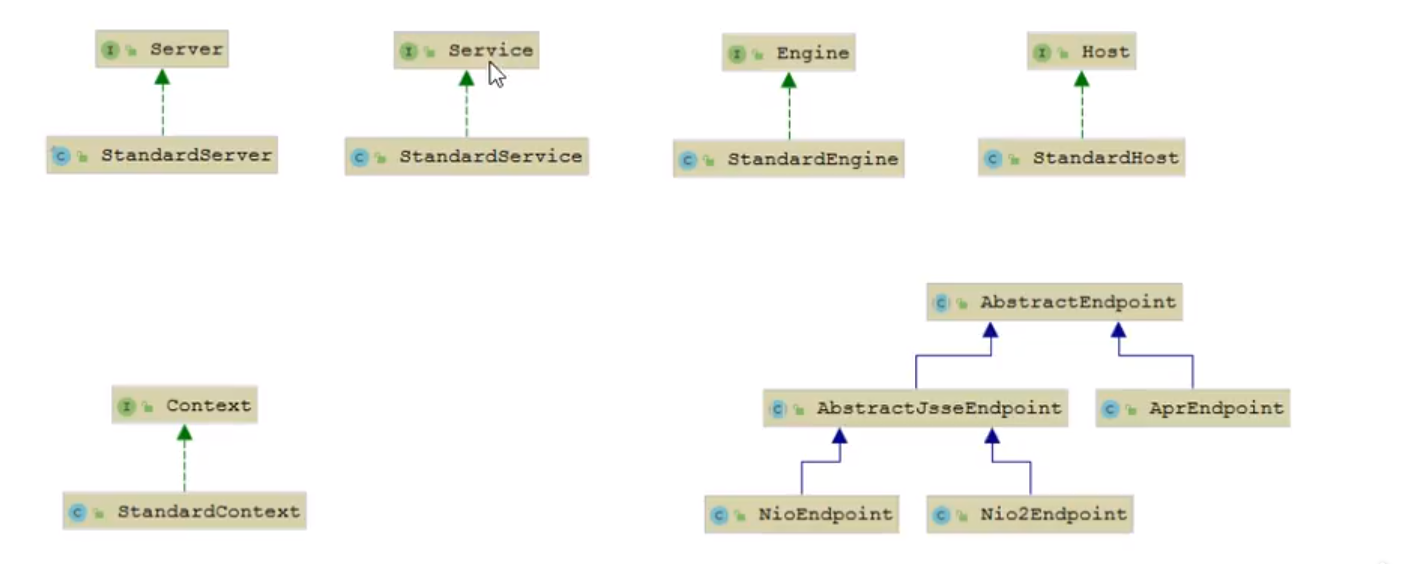 Server
Service
Engine
Host
StandardServer
StandardService
StandardEngine
StandardHost
AbstractEndpoint
Context
AbstractJsseEndpoint
AprEndpoint
StandardContext
NioEndpoint
Nio2Endpoint